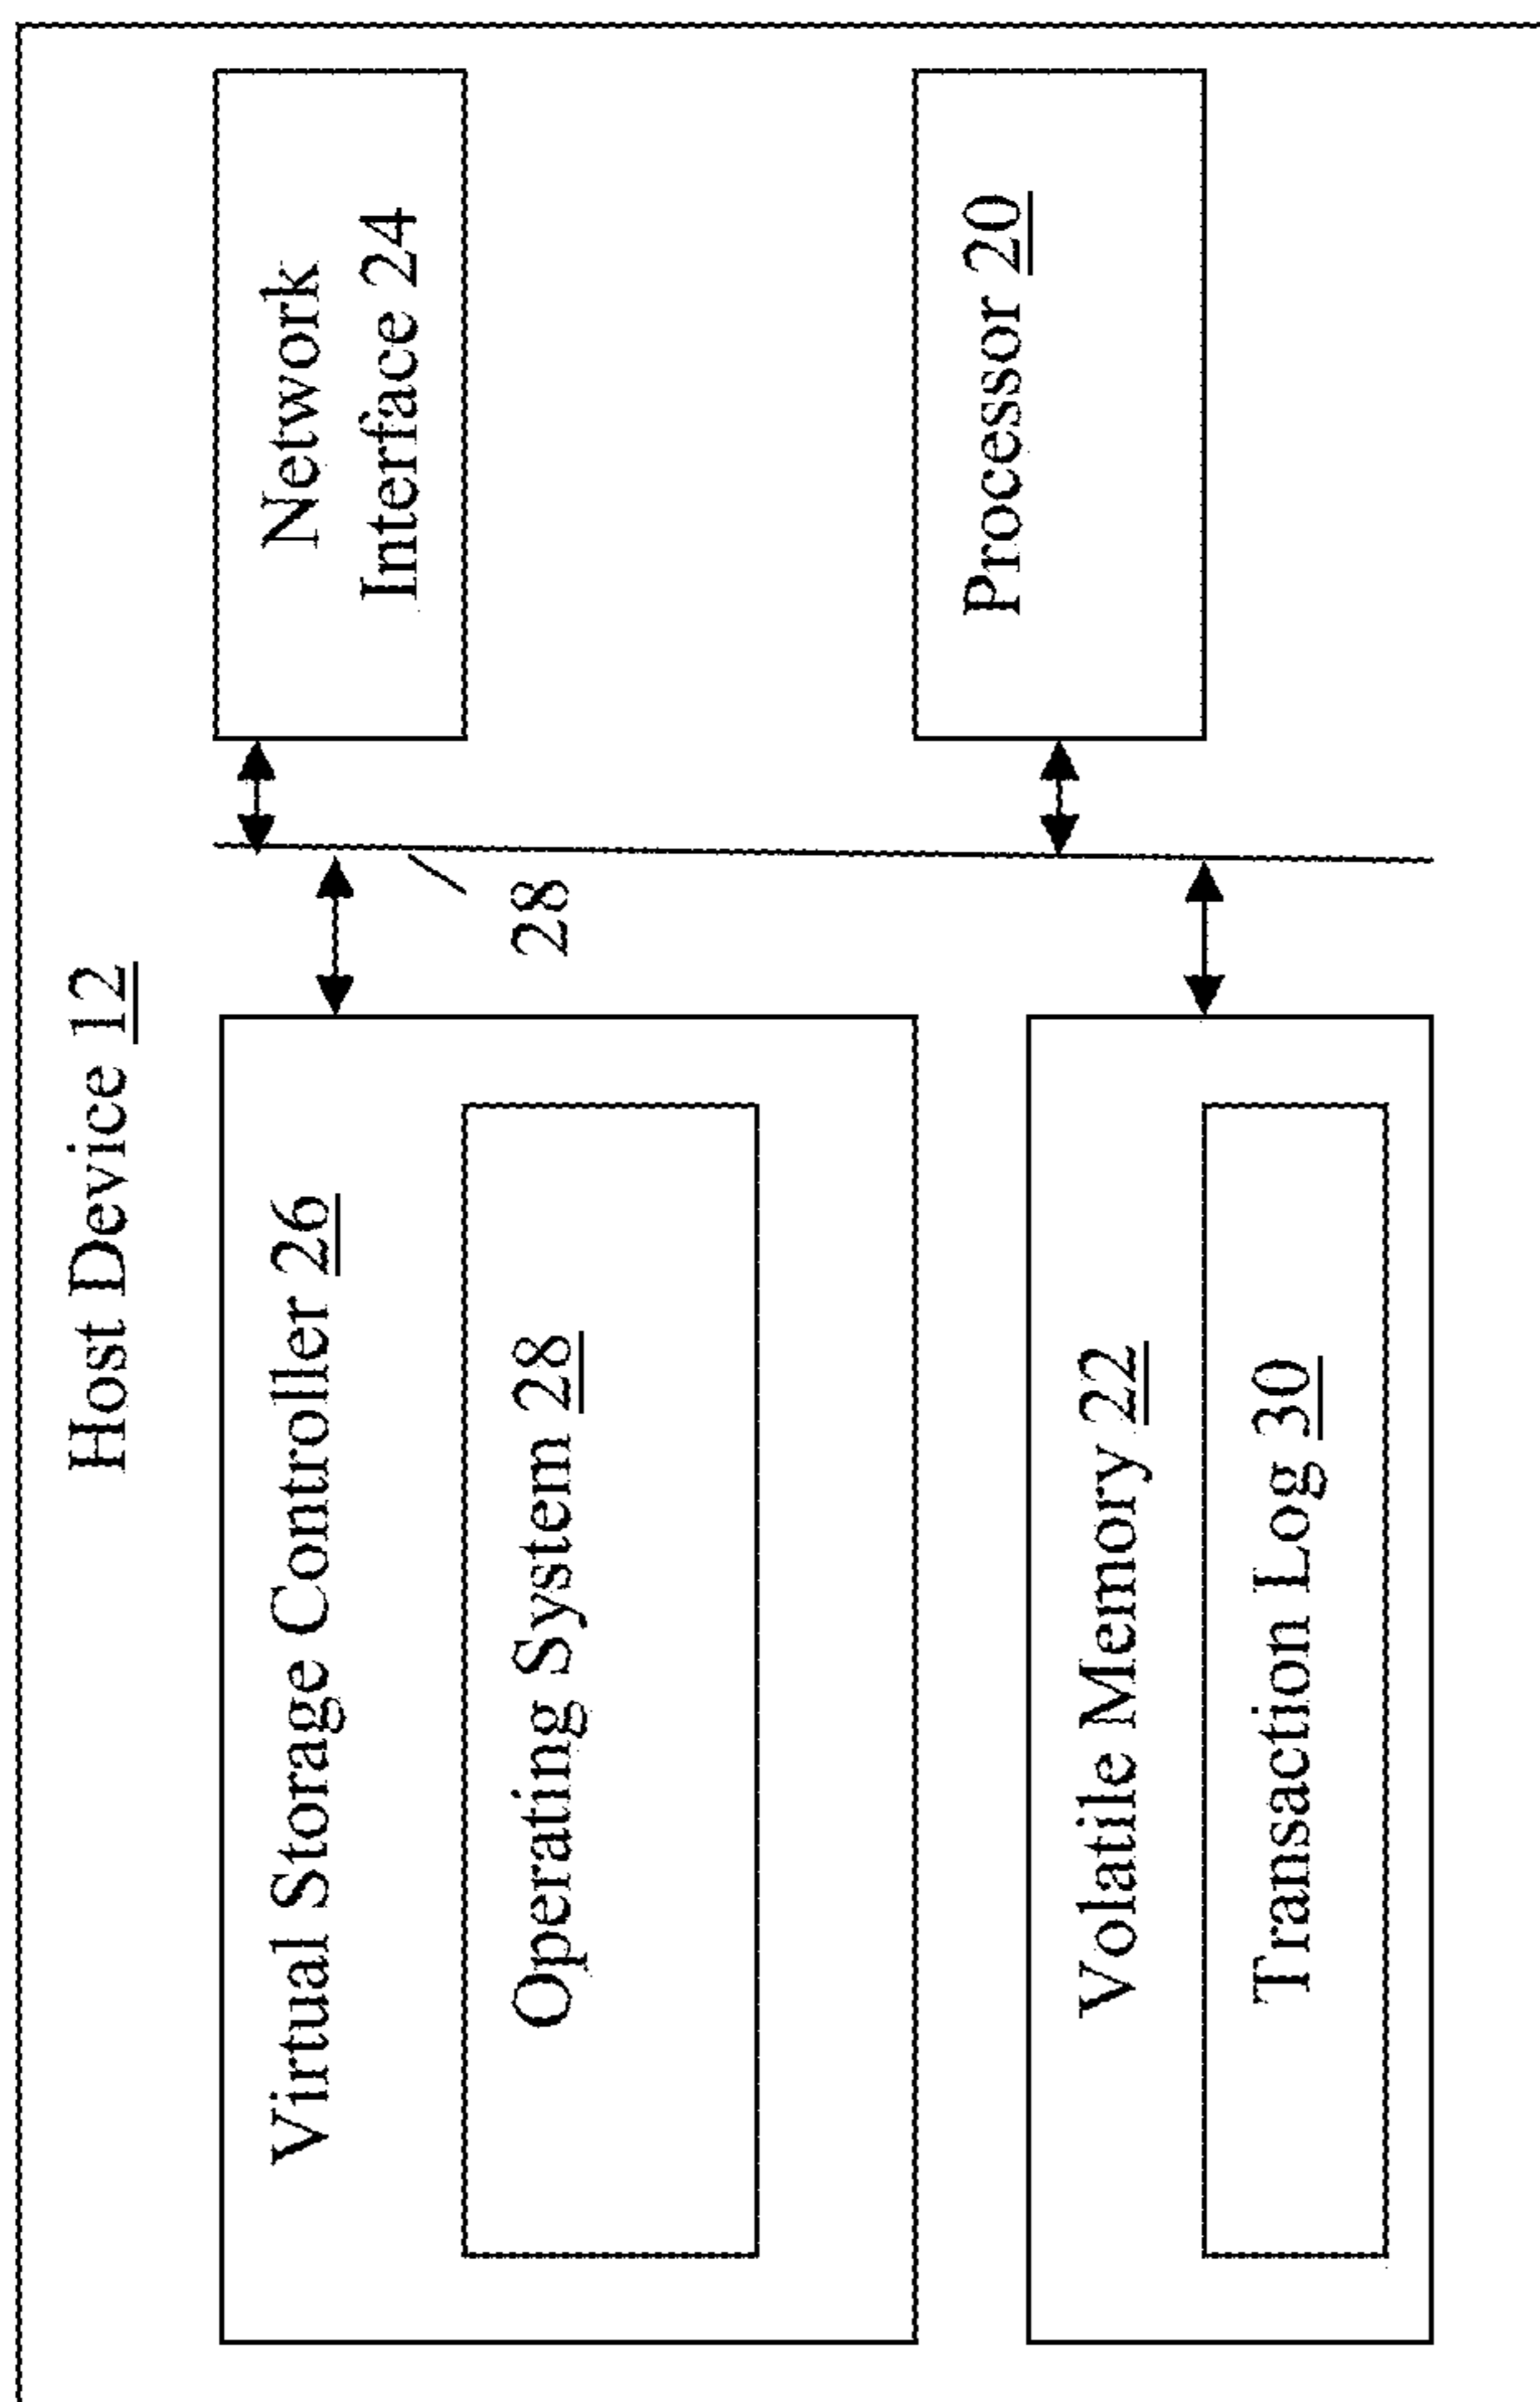 Host Device 12
Virtual Storage Controller 26
Operating System 28
28
Network
Interface 24
Volatile Memory 22
Transaction Log 30
Processor 20